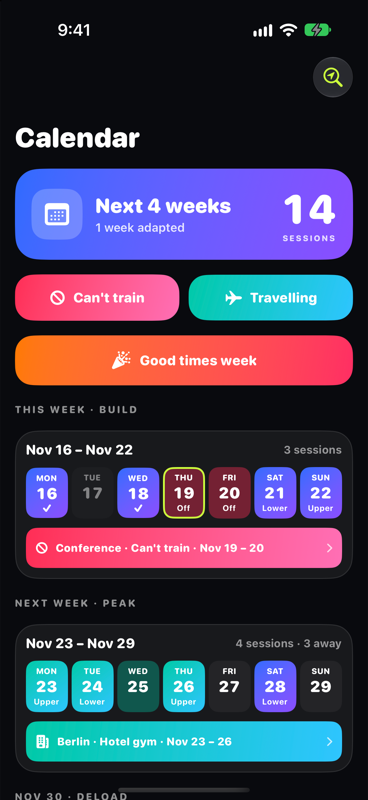 9:41
Calendar
Next 4 weeks
1 week adapted
14
SESSIONS
Can't train
Travelling
Good times week
THIS WEEK · BUILD
Nov 16 – Nov 22
3 sessions
MON TUE WED THU FRI SAT SUN
16 17 18 19 20 21 22
Off Off Lower Upper
Conference · Can't train · Nov 19 – 20
NEXT WEEK · PEAK
Nov 23 – Nov 29
4 sessions · 3 away
MON TUE WED THU FRI SAT SUN
23 24 25 26 27 28 29
Upper Lower Upper Lower
Berlin · Hotel gym · Nov 23 – 26
NOV 30 · DELOAD